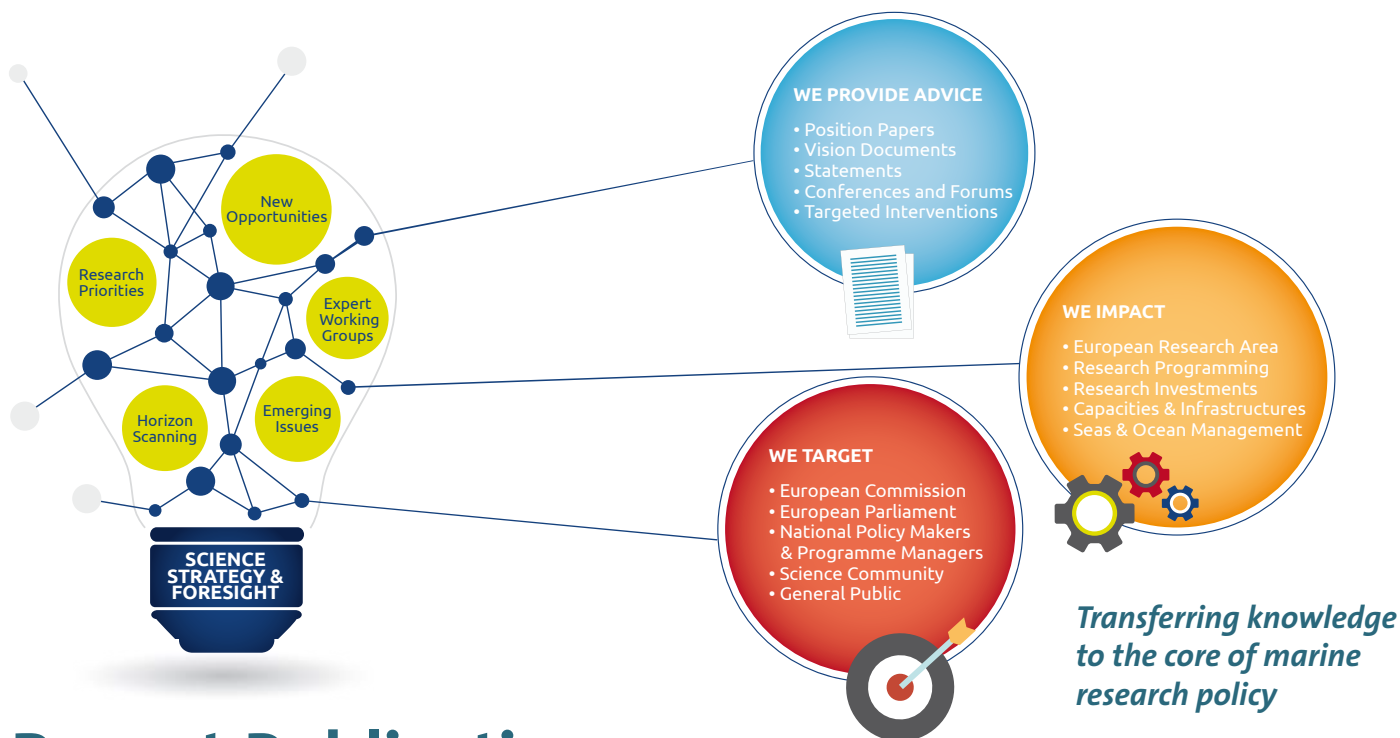 New
Opportunities
Research
Priorities
Expert
Working
Groups
Horizon
Scanning
Emerging
Issues
SCIENCE
STRATEGY &
FORESIGHT
WE PROVIDE ADVICE
• Position Papers
• Vision Documents
• Statements
• Conferences and Forums
• Targeted Interventions
WE IMPACT
• European Research Area
• Research Programming
• Research Investments
• Capacities & Infrastructures
• Seas & Ocean Management
WE TARGET
• European Commission
• European Parliament
• National Policy Makers
& Programme Managers
• Science Community
• General Public
Transferring knowledge
to the core of marine
research policy